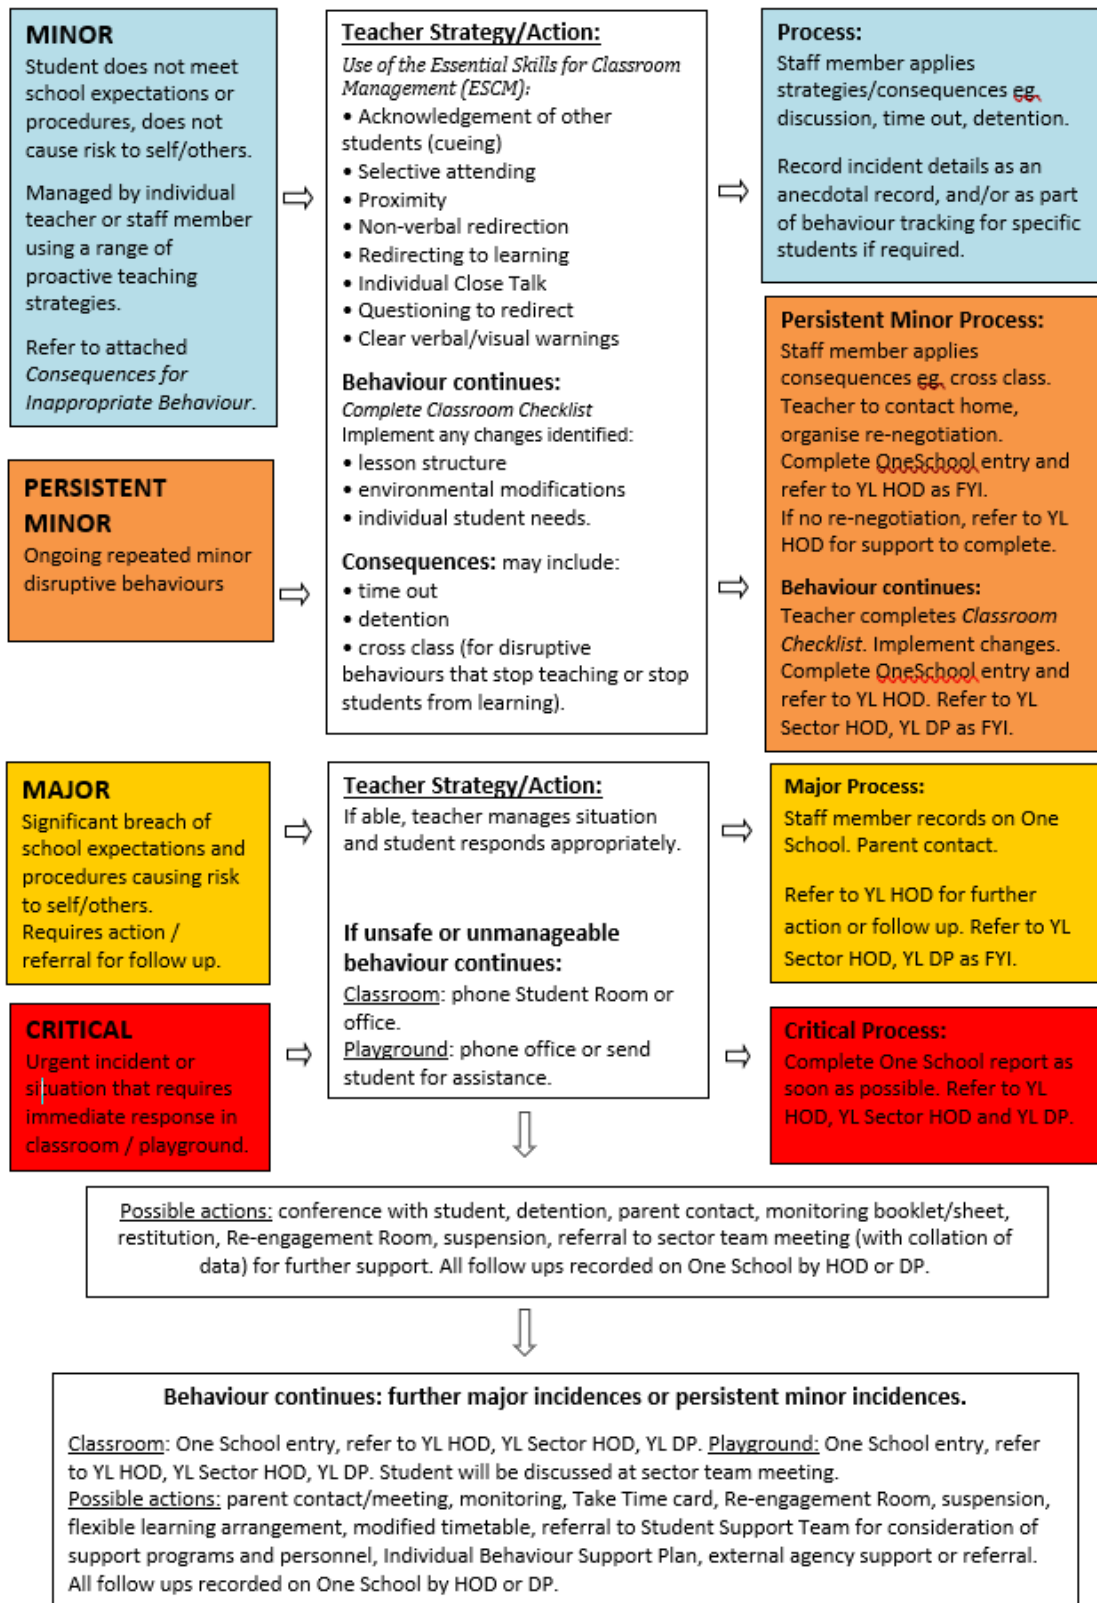 MINOR
Student does not meet
school expectations or
procedures, does not
cause risk to self/others.
Managed by individual
teacher or staff member
using a range of
proactive teaching
strategies.
Refer to attached
Consequences for
Inappropriate Behaviour.
Teacher Strategy/Action:
Use of the Essential Skills for Classroom
Management (ESCM):
• Acknowledgement of other
students (cueing)
• Selective attending
• Proximity
• Non-verbal redirection
• Redirecting to learning
• Individual Close Talk
• Questioning to redirect
• Clear verbal/visual warnings
Behaviour continues:
Complete Classroom Checklist
Implement any changes identified:
• lesson structure
• environmental modifications
• individual student needs.
Consequences: may include:
• time out
• detention
• cross class (for disruptive
behaviours that stop teaching or stop
students from learning).
Process:
Staff member applies
strategies/consequences eg.
discussion, time out, detention.
Record incident details as an
anecdotal record, and/or as part
of behaviour tracking for specific
students if required.
PERSISTENT
MINOR
Ongoing repeated minor
disruptive behaviours
Persistent Minor Process:
Staff member applies
consequences eg. cross class.
Teacher to contact home,
organise re-negotiation.
Complete OneSchool entry and
refer to YL HOD as FYI.
If no re-negotiation, refer to YL
HOD for support to complete.
Behaviour continues:
Teacher completes Classroom
Checklist. Implement changes.
Complete OneSchool entry and
refer to YL HOD. Refer to YL
Sector HOD, YL DP as FYI.
MAJOR
Significant breach of
school expectations and
procedures causing risk
to self/others.
Requires action /
referral for follow up.
Teacher Strategy/Action:
If able, teacher manages situation
and student responds appropriately.
If unsafe or unmanageable
behaviour continues:
Classroom: phone Student Room or
office.
Playground: phone office or send
student for assistance.
Major Process:
Staff member records on One
School. Parent contact.
Refer to YL HOD for further
action or follow up. Refer to YL
Sector HOD, YL DP as FYI.
CRITICAL
Urgent incident or
situation that requires
immediate response in
classroom / playground.
Critical Process:
Complete One School report as
soon as possible. Refer to YL
HOD, YL Sector HOD and YL DP.
Possible actions: conference with student, detention, parent contact, monitoring booklet/sheet,
restitution, Re-engagement Room, suspension, referral to sector team meeting (with collation of
data) for further support. All follow ups recorded on One School by HOD or DP.
Behaviour continues: further major incidences or persistent minor incidences.
Classroom: One School entry, refer to YL HOD, YL Sector HOD, YL DP. Playground: One School entry, refer
to YL HOD, YL Sector HOD, YL DP. Student will be discussed at sector team meeting.
Possible actions: parent contact/meeting, monitoring, Take Time card, Re-engagement Room, suspension,
flexible learning arrangement, modified timetable, referral to Student Support Team for consideration of
support programs and personnel, Individual Behaviour Support Plan, external agency support or referral.
All follow ups recorded on One School by HOD or DP.